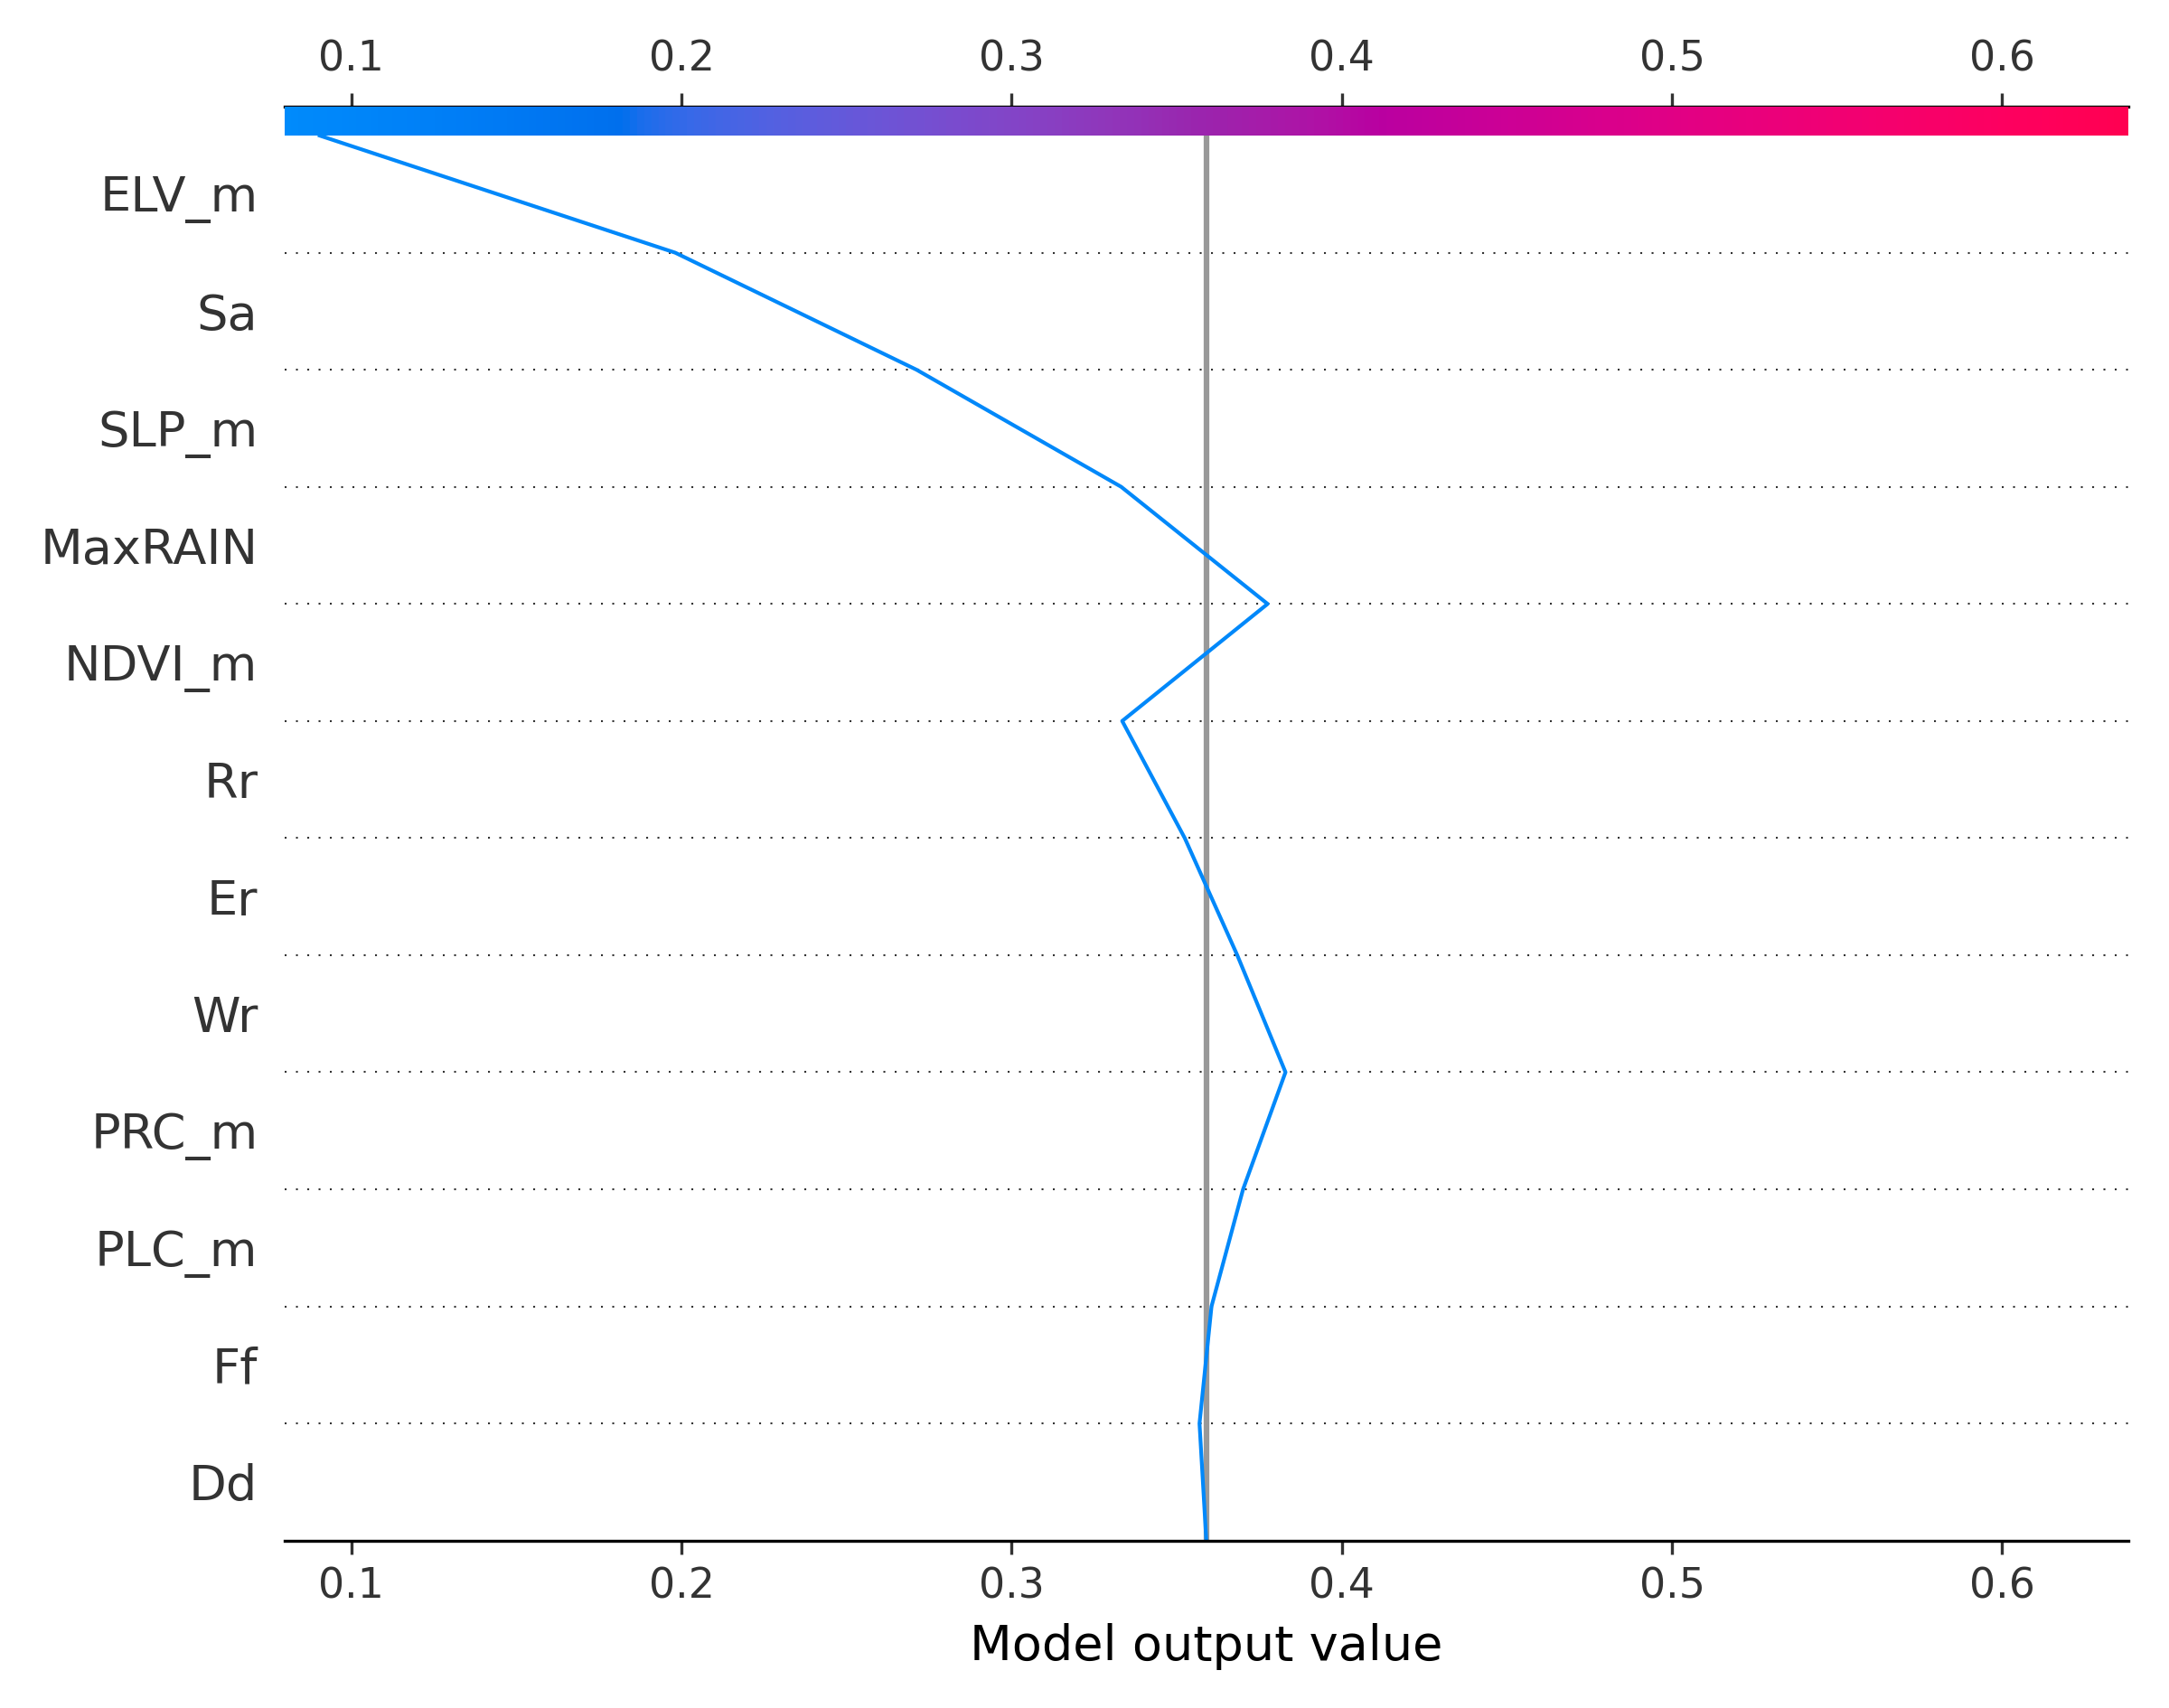 0.1 0.2 0.3 0.4 0.5 0.6
ELV_m
Sa
SLP_m
MaxRAIN
NDVI_m
Rr
Er
Wr
PRC_m
PLC_m
Ff
Dd
0.1 0.2 0.3 0.4 0.5 0.6
Model output value